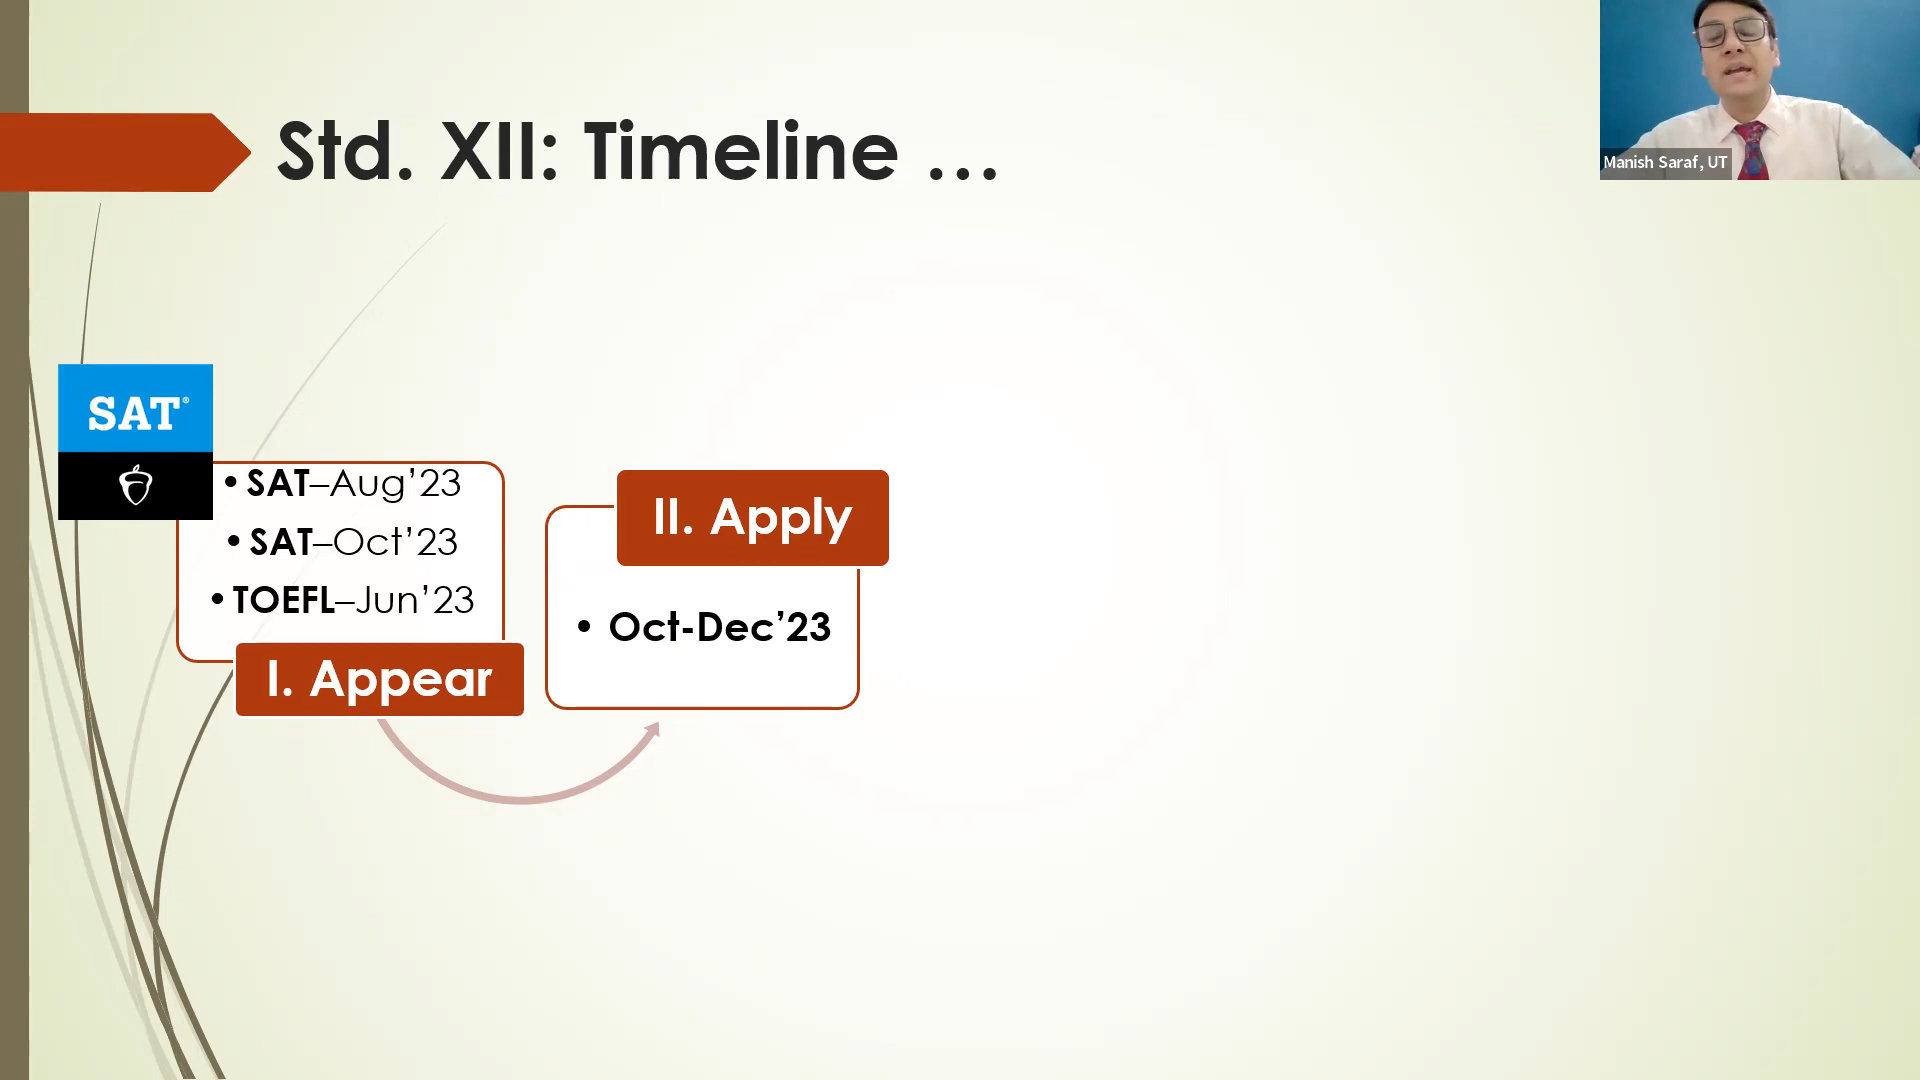 Std. XII: Timeline …
Manish Saraf, UT
SAT®
• SAT–Aug’23
• SAT–Oct’23
• TOEFL–Jun’23
I. Appear
II. Apply
• Oct-Dec’23